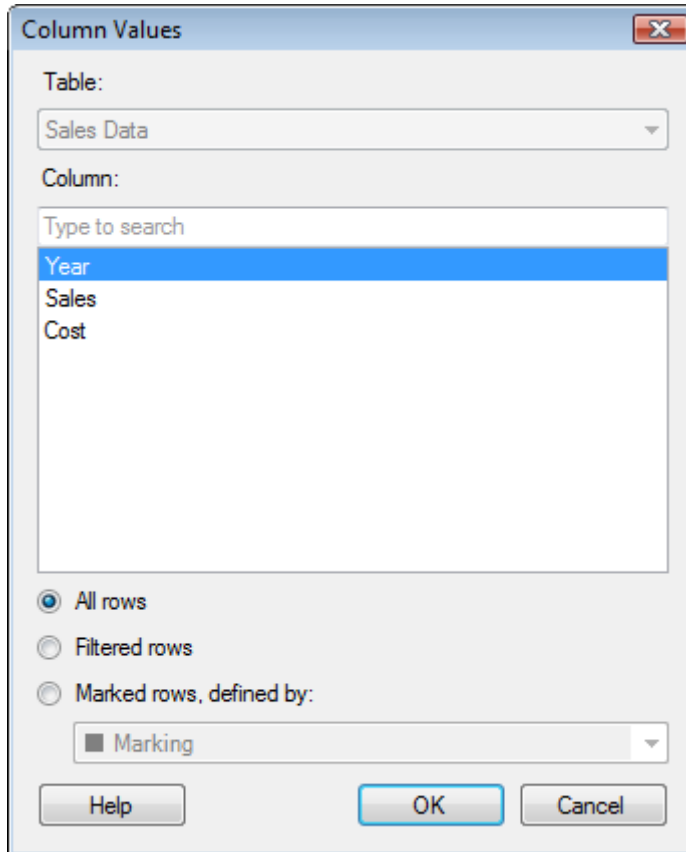 Column Values
Table:
Sales Data
Column:
Type to search
Year
Sales
Cost
All rows
Filtered rows
Marked rows, defined by:
Marking
Help OK Cancel